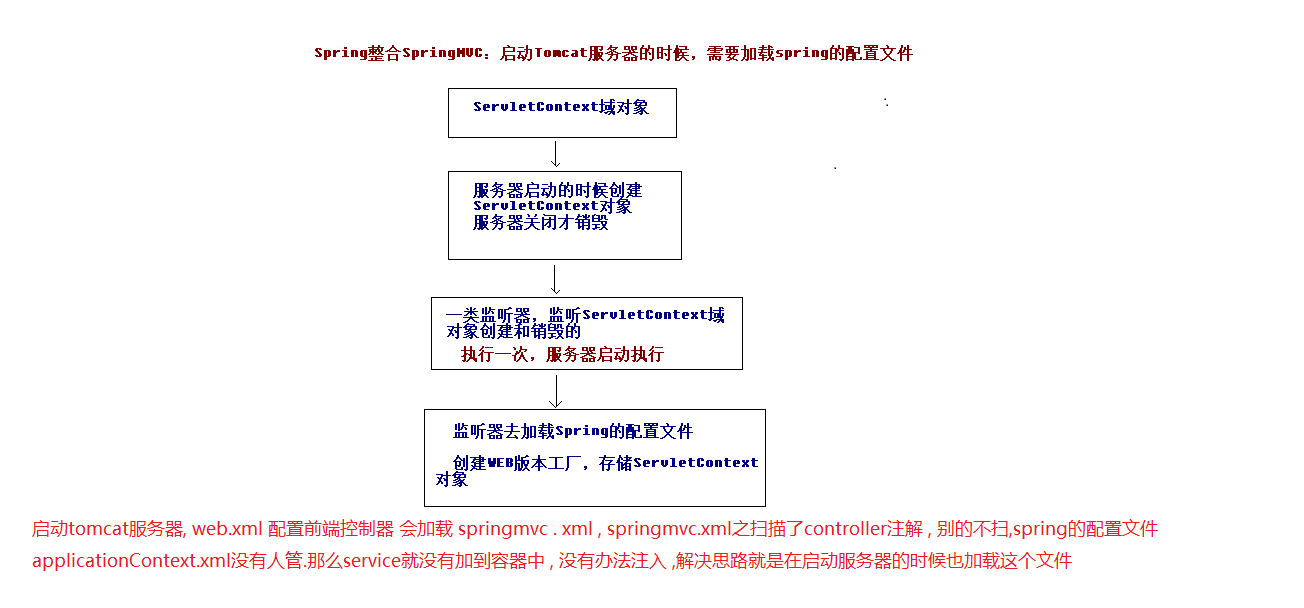 Spring整合SpringMVC：启动Tomcat服务器的时候，需要加载spring的配置文件
ServletContext域对象
服务器启动的时候创建
ServletContext对象
服务器关闭才销毁
一类监听器，监听ServletContext域
对象创建和销毁的
执行一次，服务器启动执行
监听器去加载Spring的配置文件
创建WEB版本工厂，存储ServletContext
对象
启动tomcat服务器, web.xml 配置前端控制器 会加载 springmvc . xml , springmvc.xml之扫描了controller注解 , 别的不扫,spring的配置文件
applicationContext.xml没有人管.那么service就没有加到容器中 , 没有办法注入 ,解决思路就是在启动服务器的时候也加载这个文件